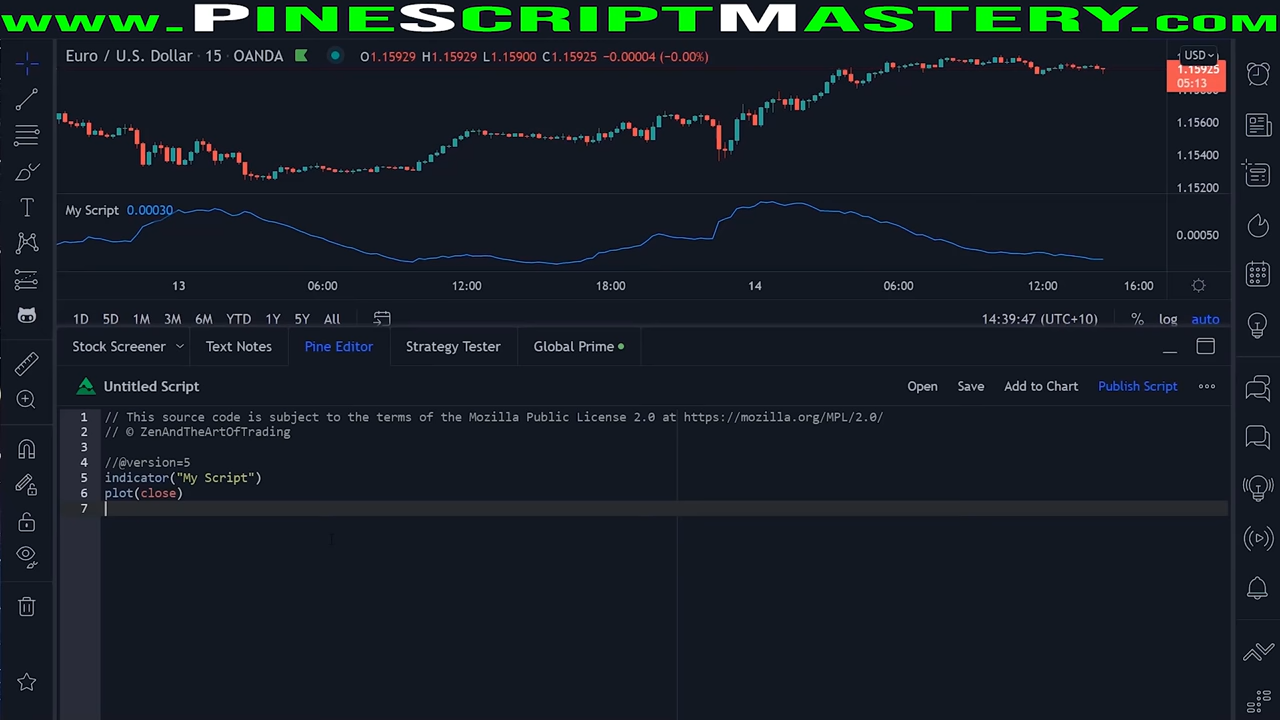 www.PineScriptMastery.com
Euro / U.S. Dollar · 15 · OANDA O1.15929 H1.15929 L1.15900 C1.15925 -0.00004 (-0.00%)
USD
1.15925
05:13
1.15600
1.15400
1.15200
My Script 0.00030
0.00050
13 06:00 12:00 18:00 14 06:00 12:00 16:00
1D 5D 1M 3M 6M YTD 1Y 5Y All 14:39:47 (UTC+10) % log auto
Stock Screener Text Notes Pine Editor Strategy Tester Global Prime
Untitled Script Open Save Add to Chart Publish Script
1 // This source code is subject to the terms of the Mozilla Public License 2.0 at https://mozilla.org/MPL/2.0/
2 // © ZenAndTheArtOfTrading
3
4 //@version=5
5 indicator("My Script")
6 plot(close)
7